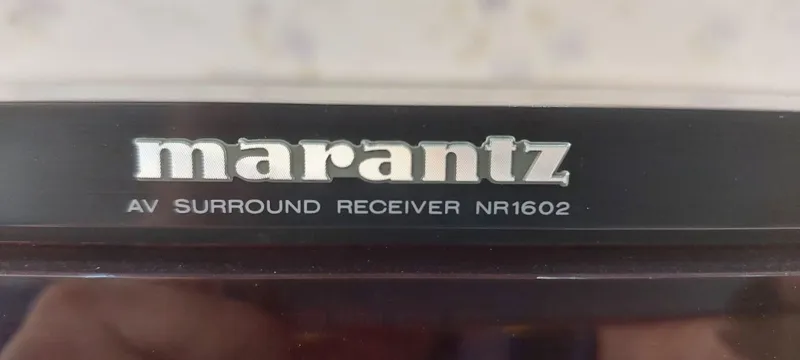 marantz
AV SURROUND RECEIVER NR1602